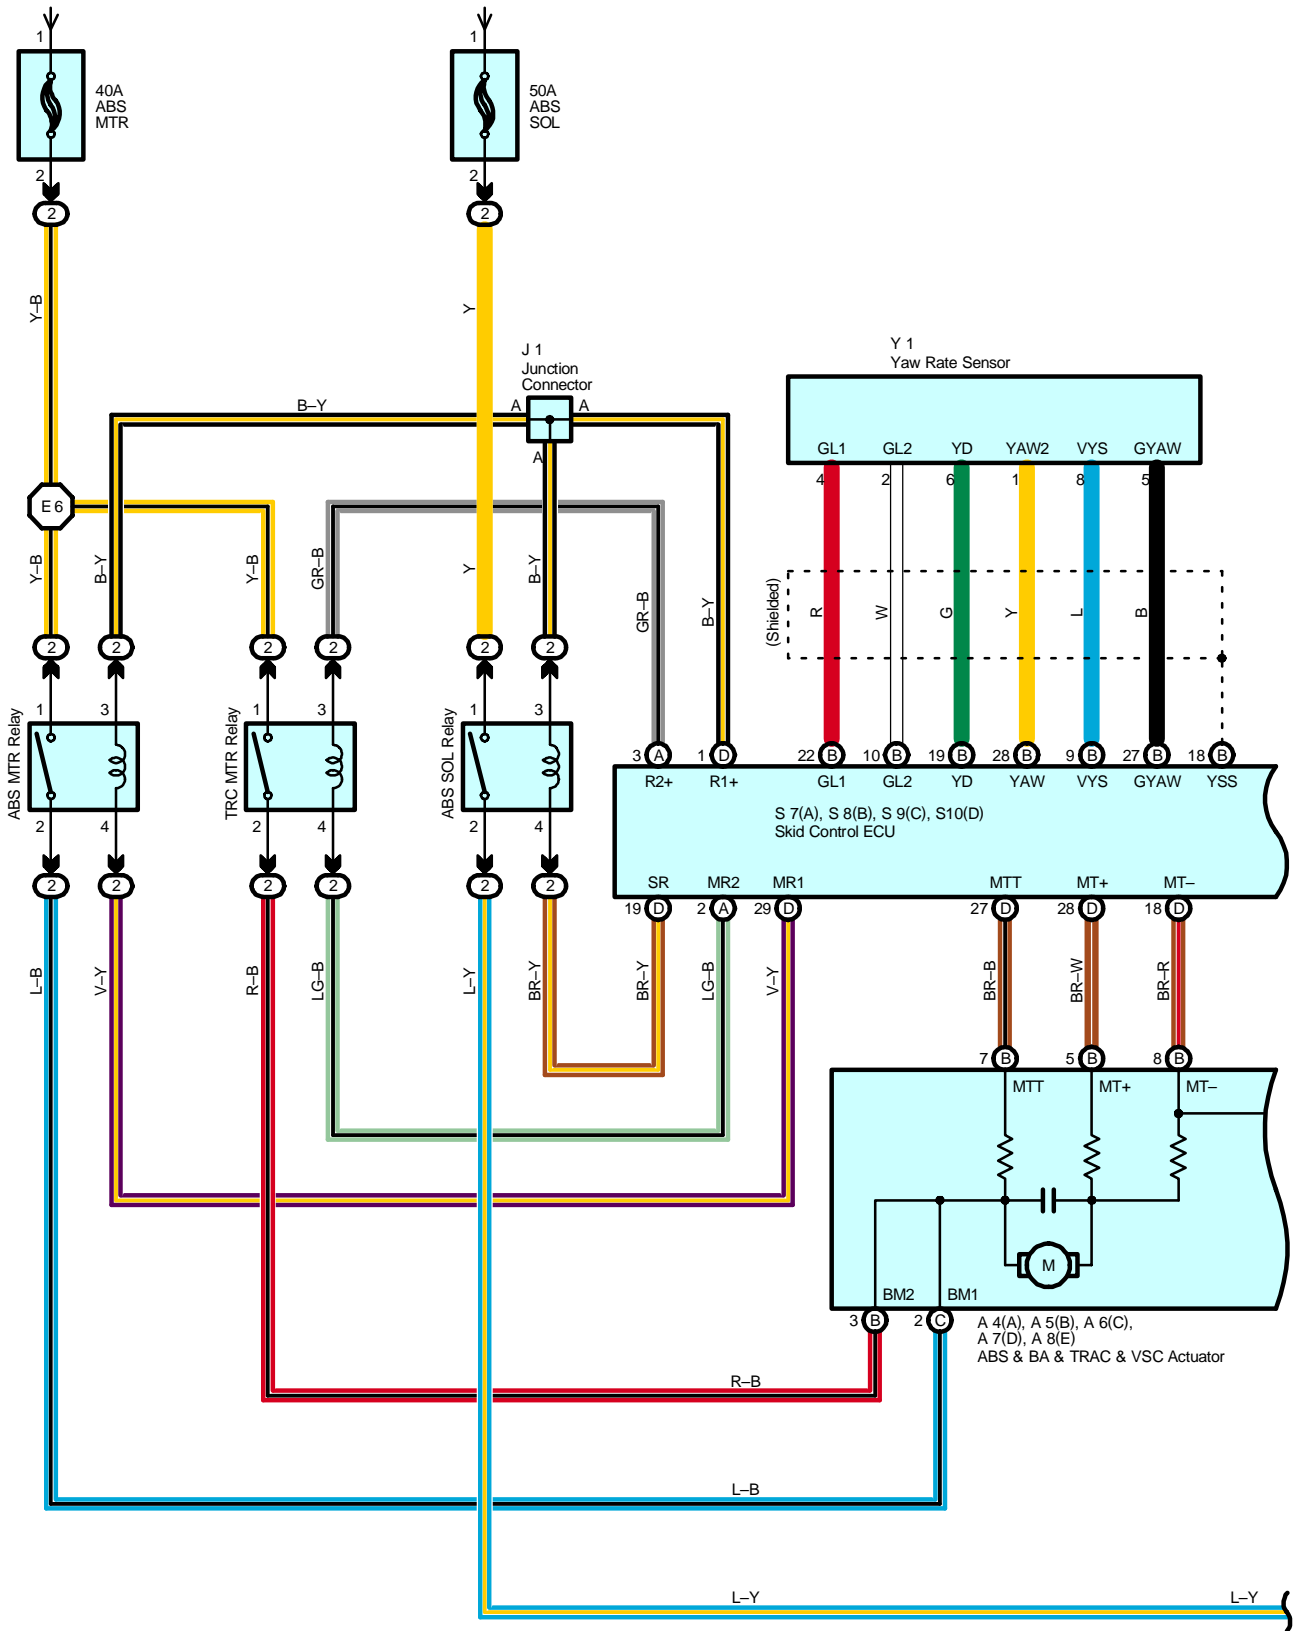 1
1
40A
ABS
MTR
50A
ABS
SOL
2
2
2
2
Y–B
Y
J 1
Junction
Connector
Y 1
Yaw Rate Sensor
B–Y
A
A
A
GL1
GL2
YD
YAW2
VYS
GYAW
4
2
6
1
8
5
E 6
Y–B
B–Y
Y–B
GR–B
Y
B–Y
GR–B
B–Y
(Shielded)
R
W
G
Y
L
B
2
2
2
2
2
2
1
3
1
3
1
3
ABS MTR Relay
TRC MTR Relay
ABS SOL Relay
3
A
1
D
22
B
10
B
19
B
28
B
9
B
27
B
18
B
R2+
R1+
GL1
GL2
YD
YAW
VYS
GYAW
YSS
S 7(A), S 8(B), S 9(C), S10(D)
Skid Control ECU
2
4
2
4
2
4
2
2
2
2
2
2
SR
MR2
MR1
MTT
MT+
MT–
19
D
2
A
29
D
27
D
28
D
18
D
L–B
V–Y
R–B
LG–B
L–Y
BR–Y
BR–Y
LG–B
V–Y
BR–B
BR–W
BR–R
7
B
5
B
8
B
MTT
MT+
MT–
M
BM2
BM1
3
B
2
C
A 4(A), A 5(B), A 6(C),
A 7(D), A 8(E)
ABS & BA & TRAC & VSC Actuator
R–B
L–B
L–Y
L–Y